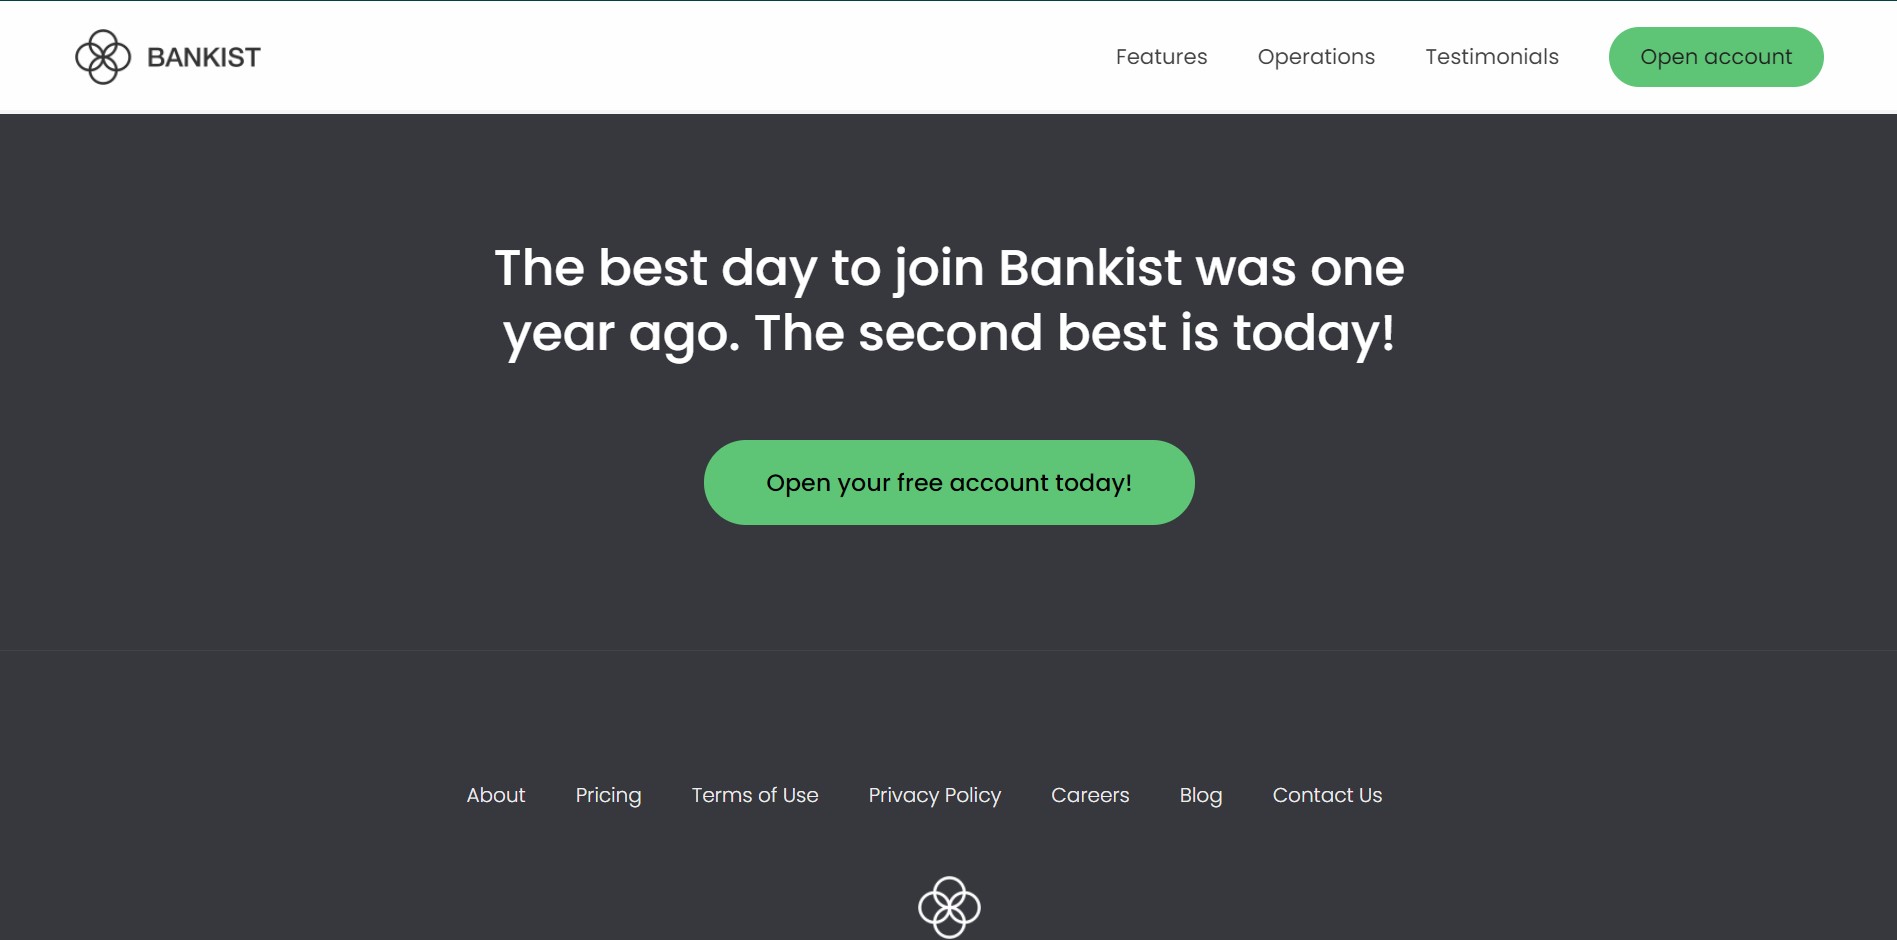 BANKIST
Features Operations Testimonials Open account
The best day to join Bankist was one
year ago. The second best is today!
Open your free account today!
About Pricing Terms of Use Privacy Policy Careers Blog Contact Us